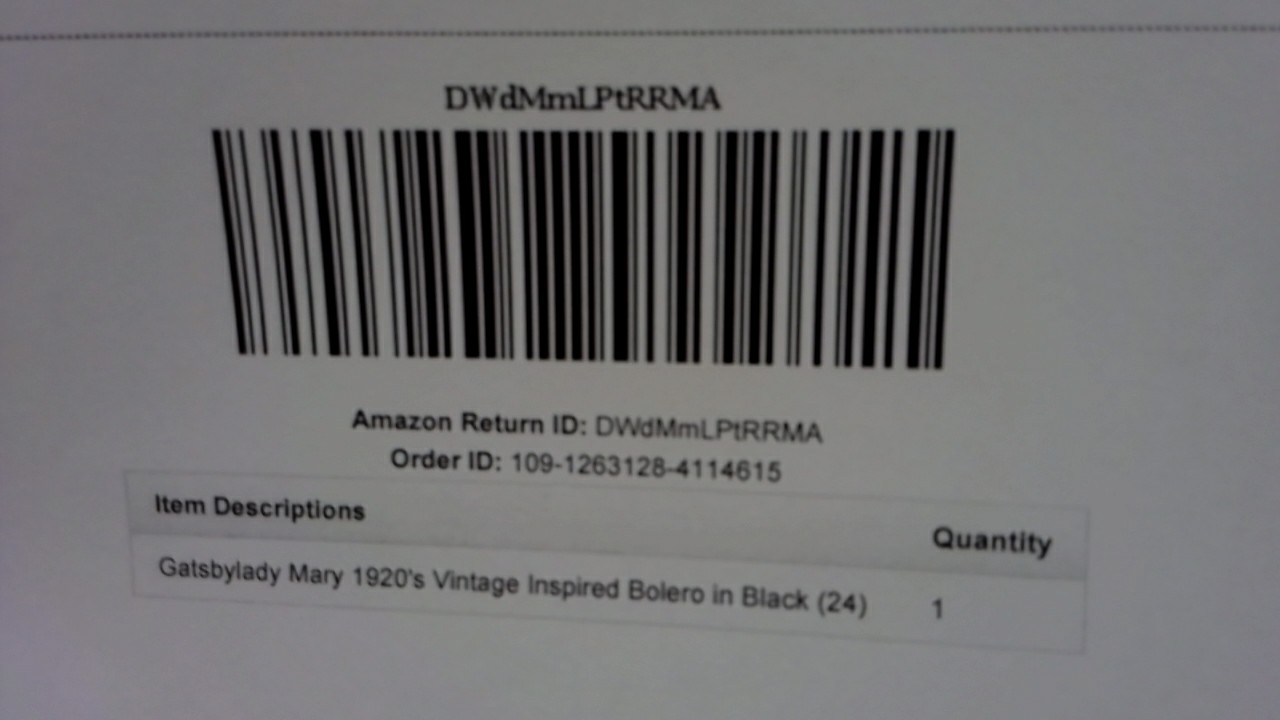 DWdMmLPtRRMA
Amazon Return ID: DWdMmLPtRRMA
Order ID: 109-1263128-4114615
Item Descriptions Quantity
Gatsbylady Mary 1920's Vintage Inspired Bolero in Black (24) 1